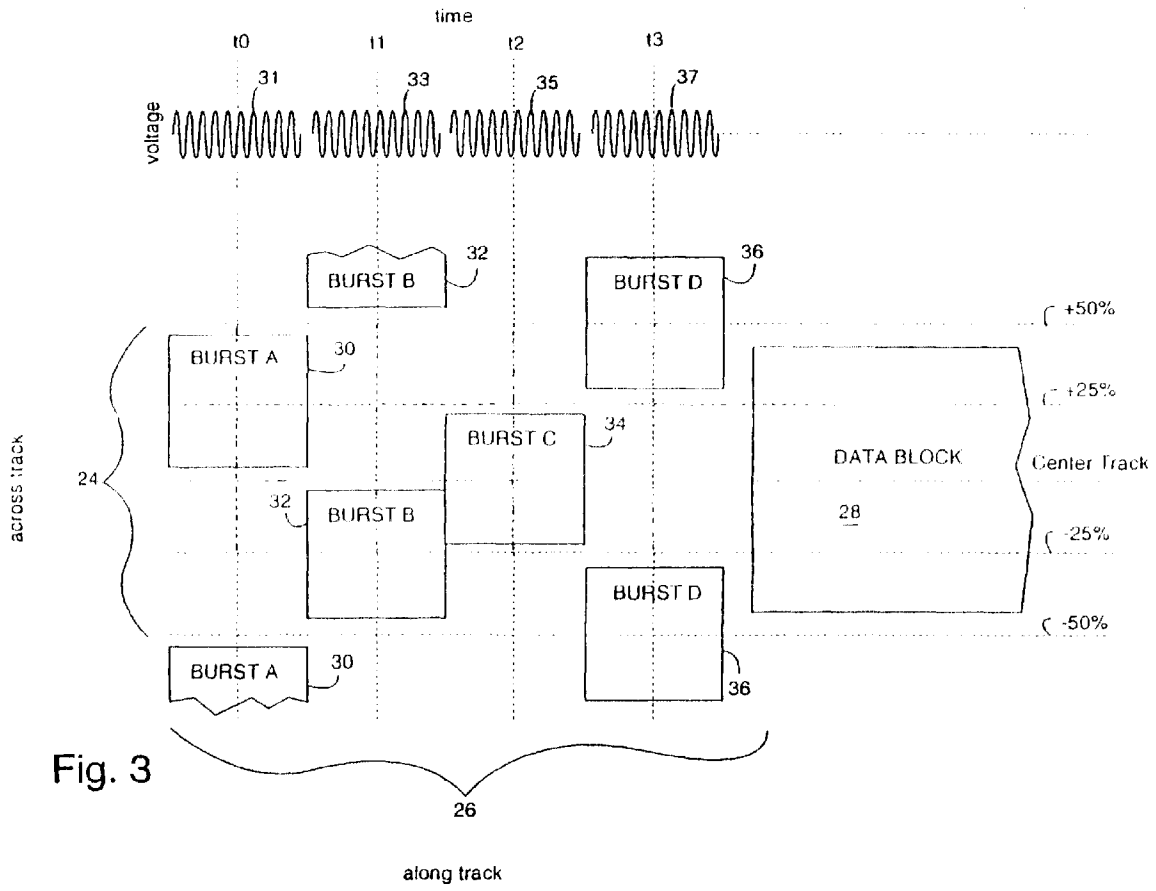 time
t0 t1 t2 t3
31 33 35 37
voltage
BURST B 32
BURST D 36
+50%
BURST A 30
+25%
BURST C 34
across track
24
DATA BLOCK
Center Track
32 BURST B
28
-25%
BURST D
-50%
BURST A 30
36
Fig. 3
26
along track